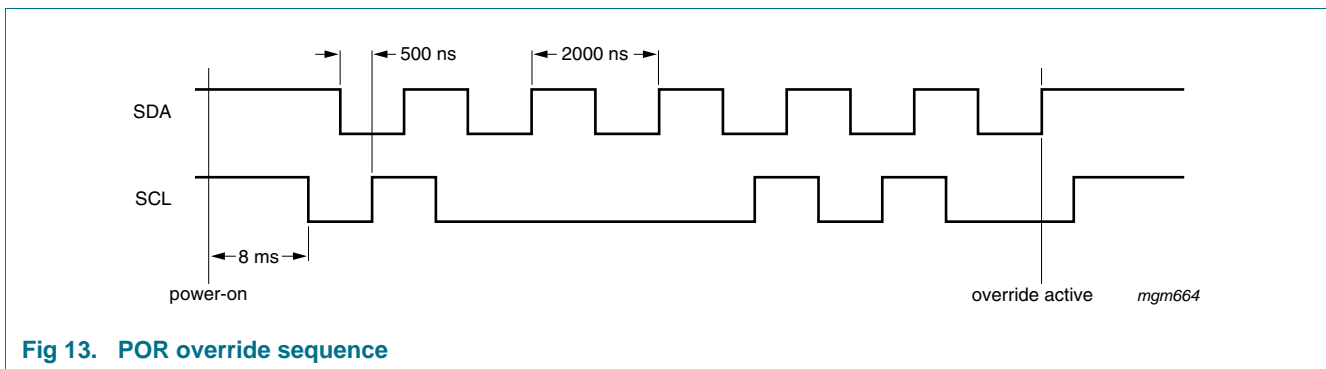 500 ns
2000 ns
SDA
SCL
8 ms
power-on
override active
mgm664
Fig 13. POR override sequence